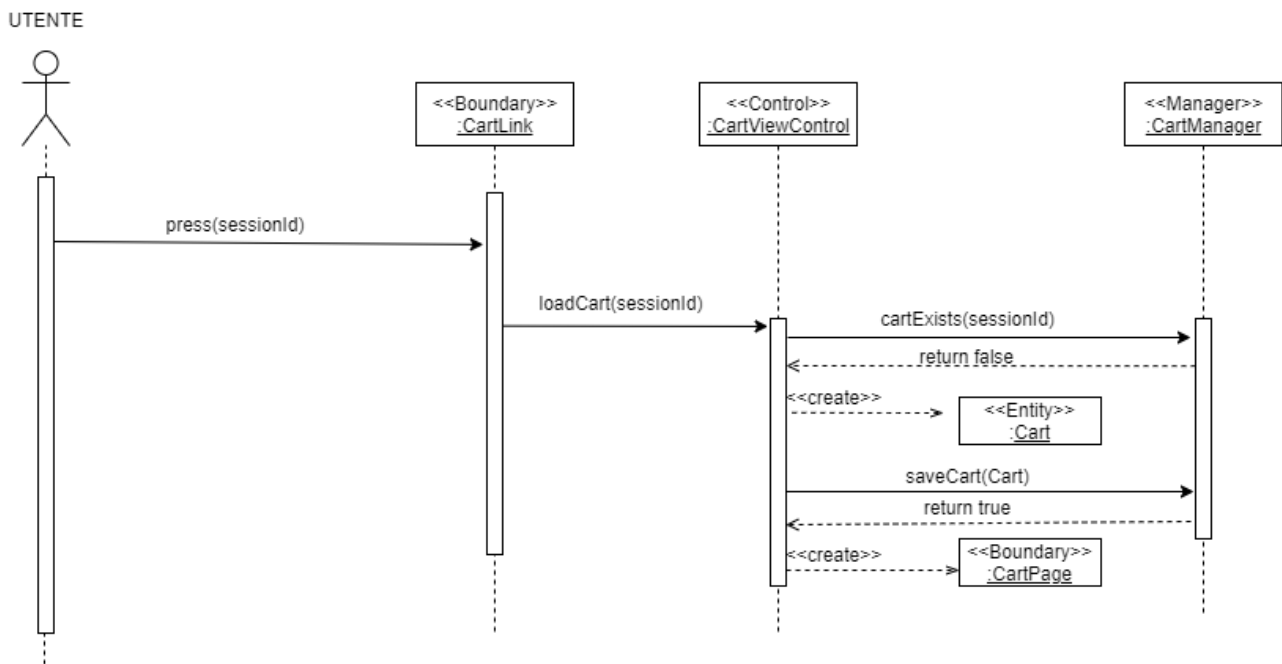 UTENTE
<<Boundary>>
:CartLink
<<Control>>
:CartViewControl
<<Manager>>
:CartManager
press(sessionId)
loadCart(sessionId)
cartExists(sessionId)
return false
<<create>>
<<Entity>>
:Cart
saveCart(Cart)
return true
<<create>>
<<Boundary>>
:CartPage